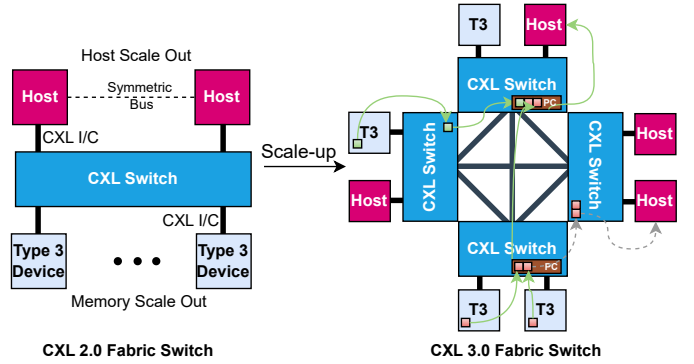 Host Scale Out
Host
Symmetric
Bus
Host
CXL I/C
CXL Switch
CXL I/C
Type 3
Device
Type 3
Device
Memory Scale Out
CXL 2.0 Fabric Switch
Scale-up
T3
Host
CXL Switch
PC
T3
CXL Switch
Host
CXL Switch
Host
Host
CXL Switch
PC
T3
T3
CXL 3.0 Fabric Switch